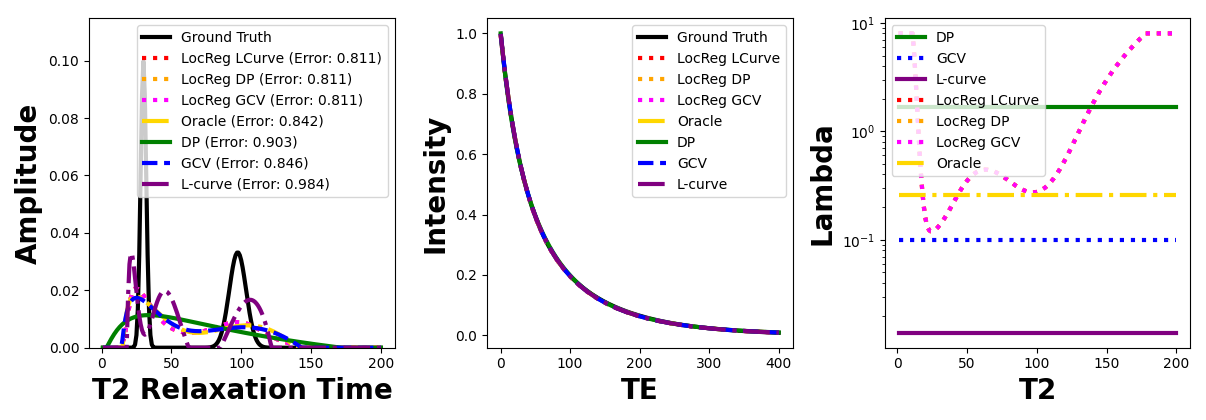 Amplitude
0.10
0.08
0.06
0.04
0.02
0.00
Ground Truth
LocReg LCurve (Error: 0.811)
LocReg DP (Error: 0.811)
LocReg GCV (Error: 0.811)
Oracle (Error: 0.842)
DP (Error: 0.903)
GCV (Error: 0.846)
L-curve (Error: 0.984)
0 50 100 150 200
T2 Relaxation Time
Intensity
1.0
0.8
0.6
0.4
0.2
0.0
Ground Truth
LocReg LCurve
LocReg DP
LocReg GCV
Oracle
DP
GCV
L-curve
0 100 200 300 400
TE
Lambda
10¹
10⁰
10⁻¹
DP
GCV
L-curve
LocReg LCurve
LocReg DP
LocReg GCV
Oracle
0 50 100 150 200
T2